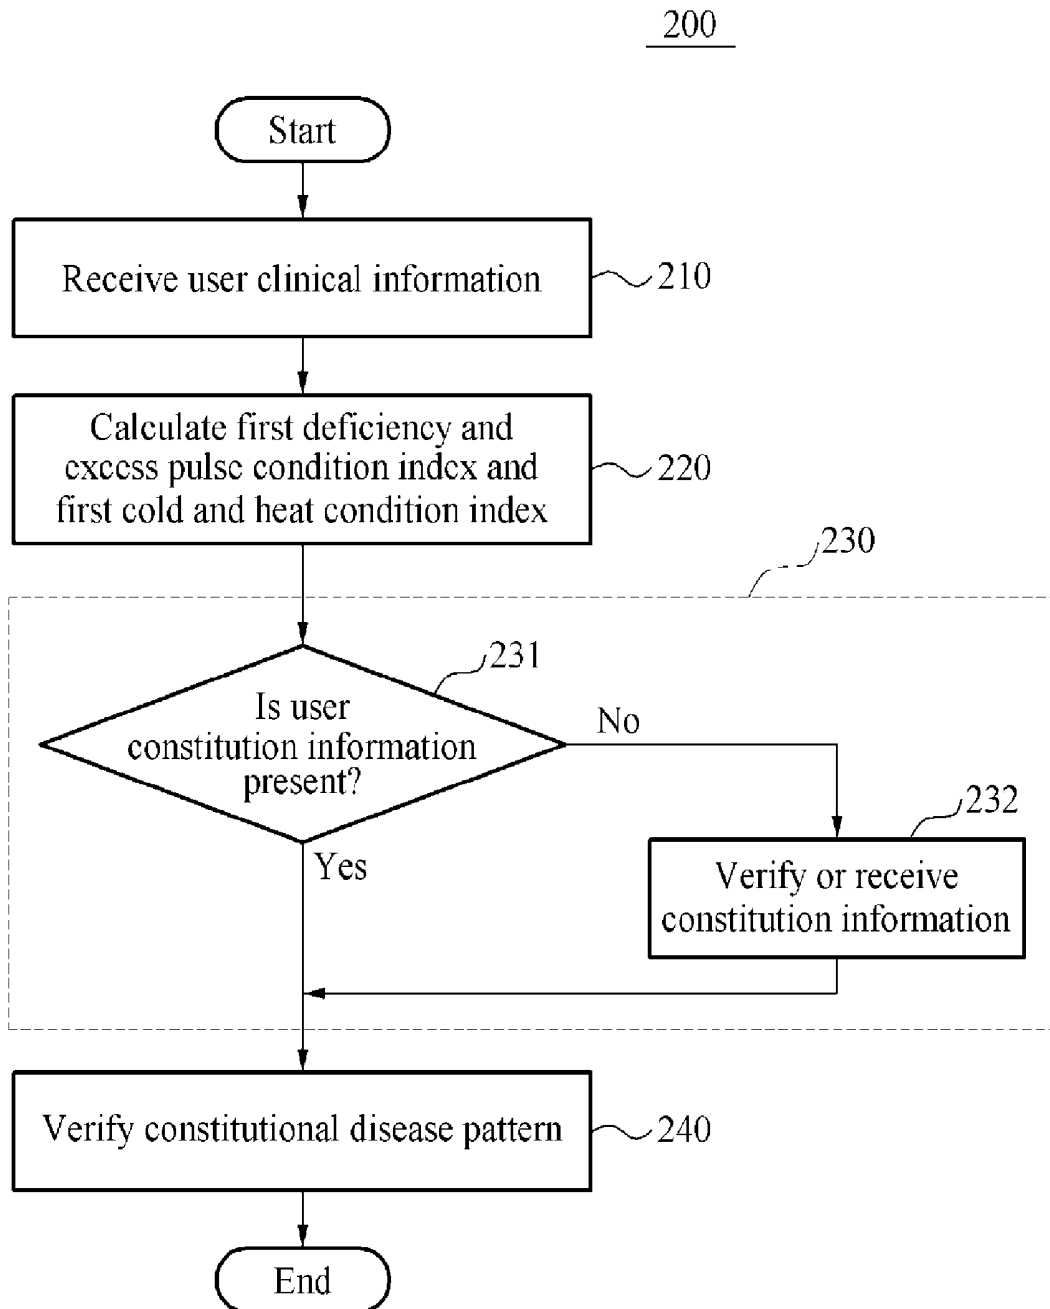 200
Start
Receive user clinical information
210
Calculate first deficiency and
excess pulse condition index and
first cold and heat condition index
220
230
231
Is user
constitution information
present?
No
Yes
232
Verify or receive
constitution information
Verify constitutional disease pattern
240
End